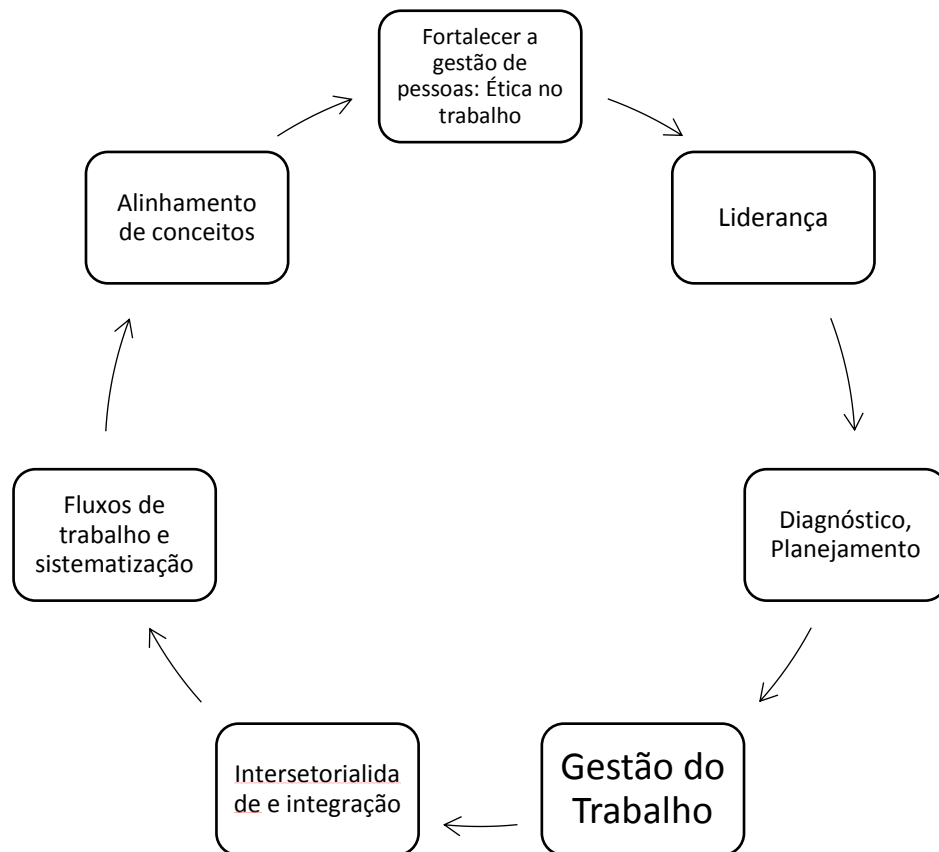 Fortalecer a
gestão de
pessoas: Ética no
trabalho
Liderança
Diagnóstico,
Planejamento
Gestão do
Trabalho
Intersetorialida
de e integração
Fluxos de
trabalho e
sistematização
Alinhamento
de conceitos